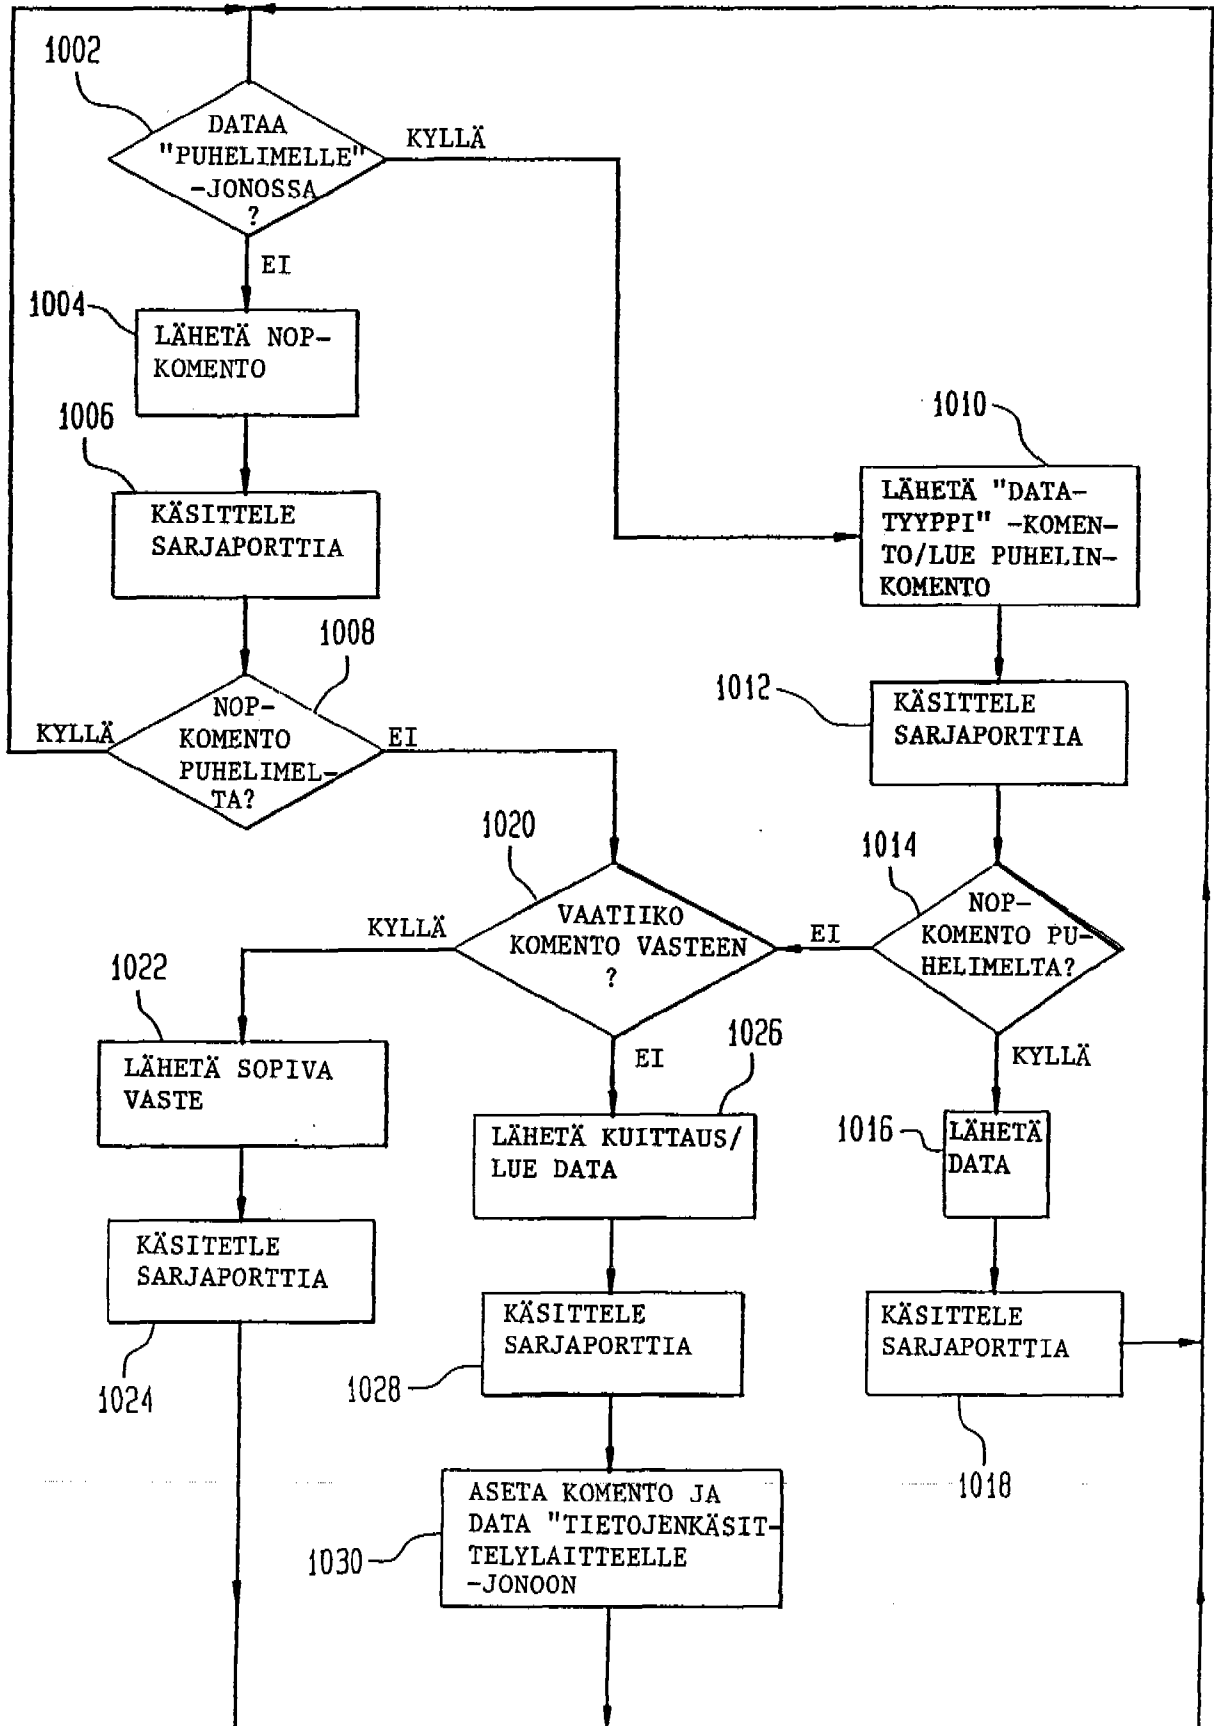 1002
DATAA
"PUHELIMELLE"
-JONOSSA
?
KYLLÄ
EI
1004
LÄHETÄ NOP-
KOMENTO
1006
KÄSITTELE
SARJAPORTTIA
1008
NOP-
KOMENTO
PUHELIMEL-
TA?
KYLLÄ
EI
1010
LÄHETÄ "DATA-
TYYPPI" -KOMEN-
TO/LUE PUHELIN-
KOMENTO
1012
KÄSITTELE
SARJAPORTTIA
1014
NOP-
KOMENTO PU-
HELIMELTA?
EI
KYLLÄ
1020
VAATIIKO
KOMENTO VASTEEN
?
KYLLÄ
EI
1022
LÄHETÄ SOPIVA
VASTE
1026
LÄHETÄ KUITTAUS/
LUE DATA
1016
LÄHETÄ
DATA
KÄSITETLE
SARJAPORTTIA
1024
KÄSITTELE
SARJAPORTTIA
1028
KÄSITTELE
SARJAPORTTIA
1018
ASETA KOMENTO JA
DATA "TIETOJENKÄSIT-
TELYLAITTEELLE
-JONOON
1030